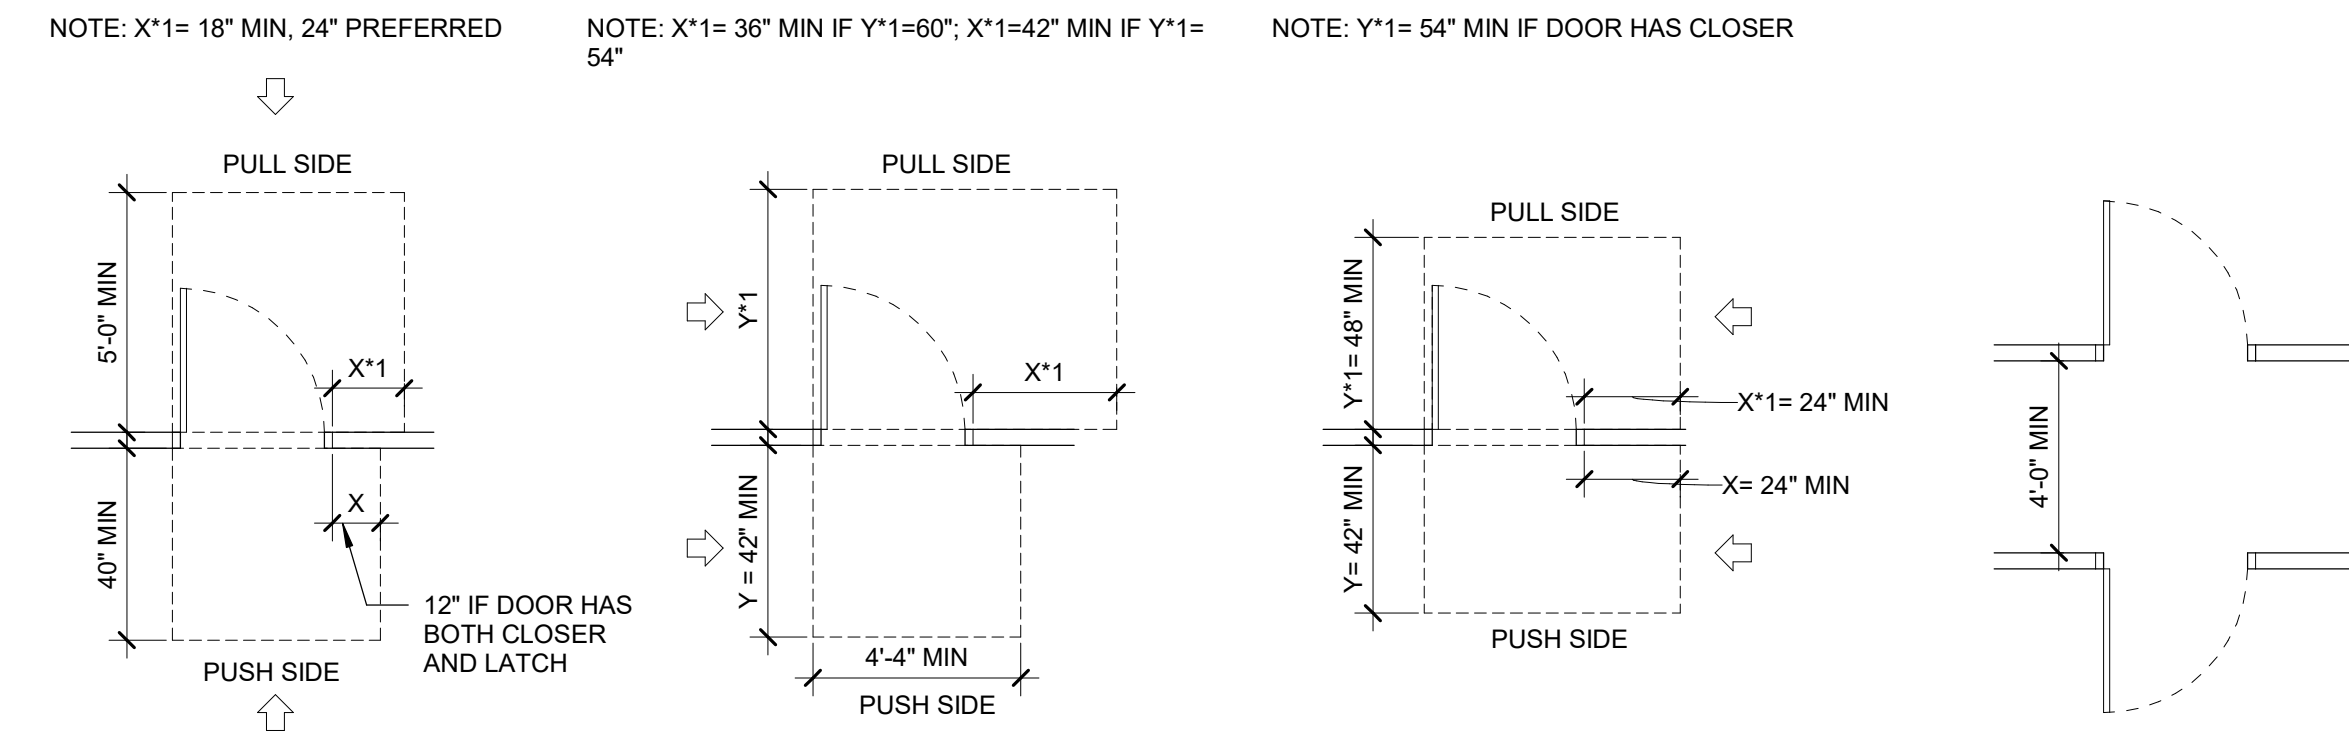 NOTE: X*1= 18" MIN, 24" PREFERRED
PULL SIDE
5'-0" MIN
X*1
40" MIN
X
12" IF DOOR HAS
BOTH CLOSER
AND LATCH
PUSH SIDE
NOTE: X*1= 36" MIN IF Y*1=60"; X*1=42" MIN IF Y*1=
54"
PULL SIDE
Y*1
X*1
Y = 42" MIN
4'-4" MIN
PUSH SIDE
NOTE: Y*1= 54" MIN IF DOOR HAS CLOSER
PULL SIDE
Y*1= 48" MIN
X*1= 24" MIN
X= 24" MIN
Y= 42" MIN
PUSH SIDE
4'-0" MIN